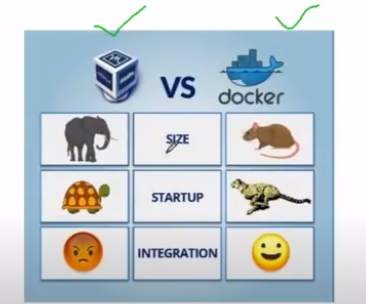 VS
docker
SIZE
STARTUP
INTEGRATION